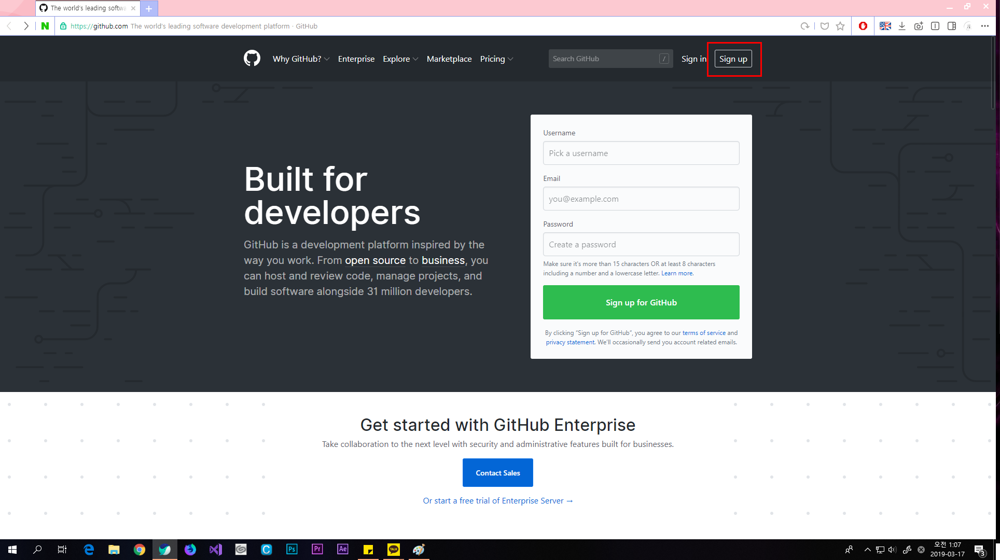 The world's leading softwa
https://github.com The world's leading software development platform · GitHub
Why GitHub? Enterprise Explore Marketplace Pricing Search GitHub / Sign in Sign up
Built for
developers
GitHub is a development platform inspired by the
way you work. From open source to business, you
can host and review code, manage projects, and
build software alongside 31 million developers.
Username
Pick a username
Email
you@example.com
Password
Create a password
Make sure it's more than 15 characters OR at least 8 characters
including a number and a lowercase letter. Learn more.
Sign up for GitHub
By clicking “Sign up for GitHub”, you agree to our terms of service and
privacy statement. We'll occasionally send you account related emails.
Get started with GitHub Enterprise
Take collaboration to the next level with security and administrative features built for businesses.
Contact Sales
Or start a free trial of Enterprise Server →
Ps Pr Ae TALK
오전 1:07
2019-03-17
3